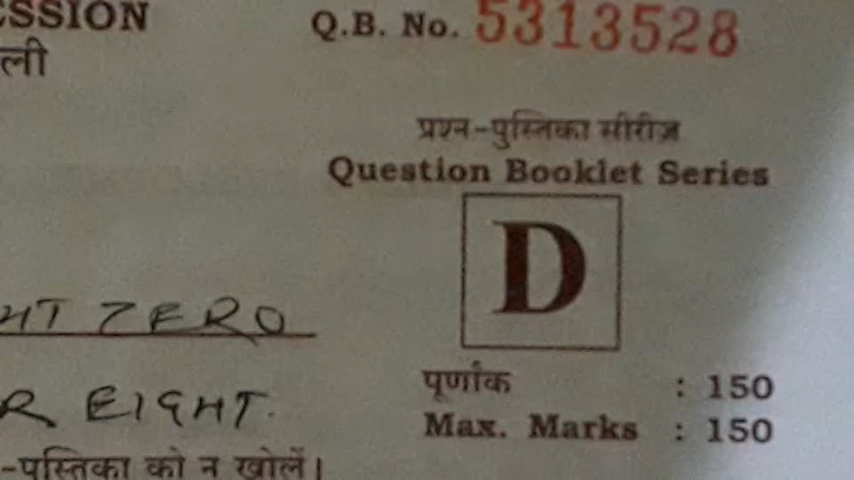 SSION
ली
Q.B. No. 5313528
प्रश्न-पुस्तिका सीरीज़
Question Booklet Series
D
HT ZERO
R EIGHT.
पूर्णांक : 150
Max. Marks : 150
-पुस्तिका को न खोलें।